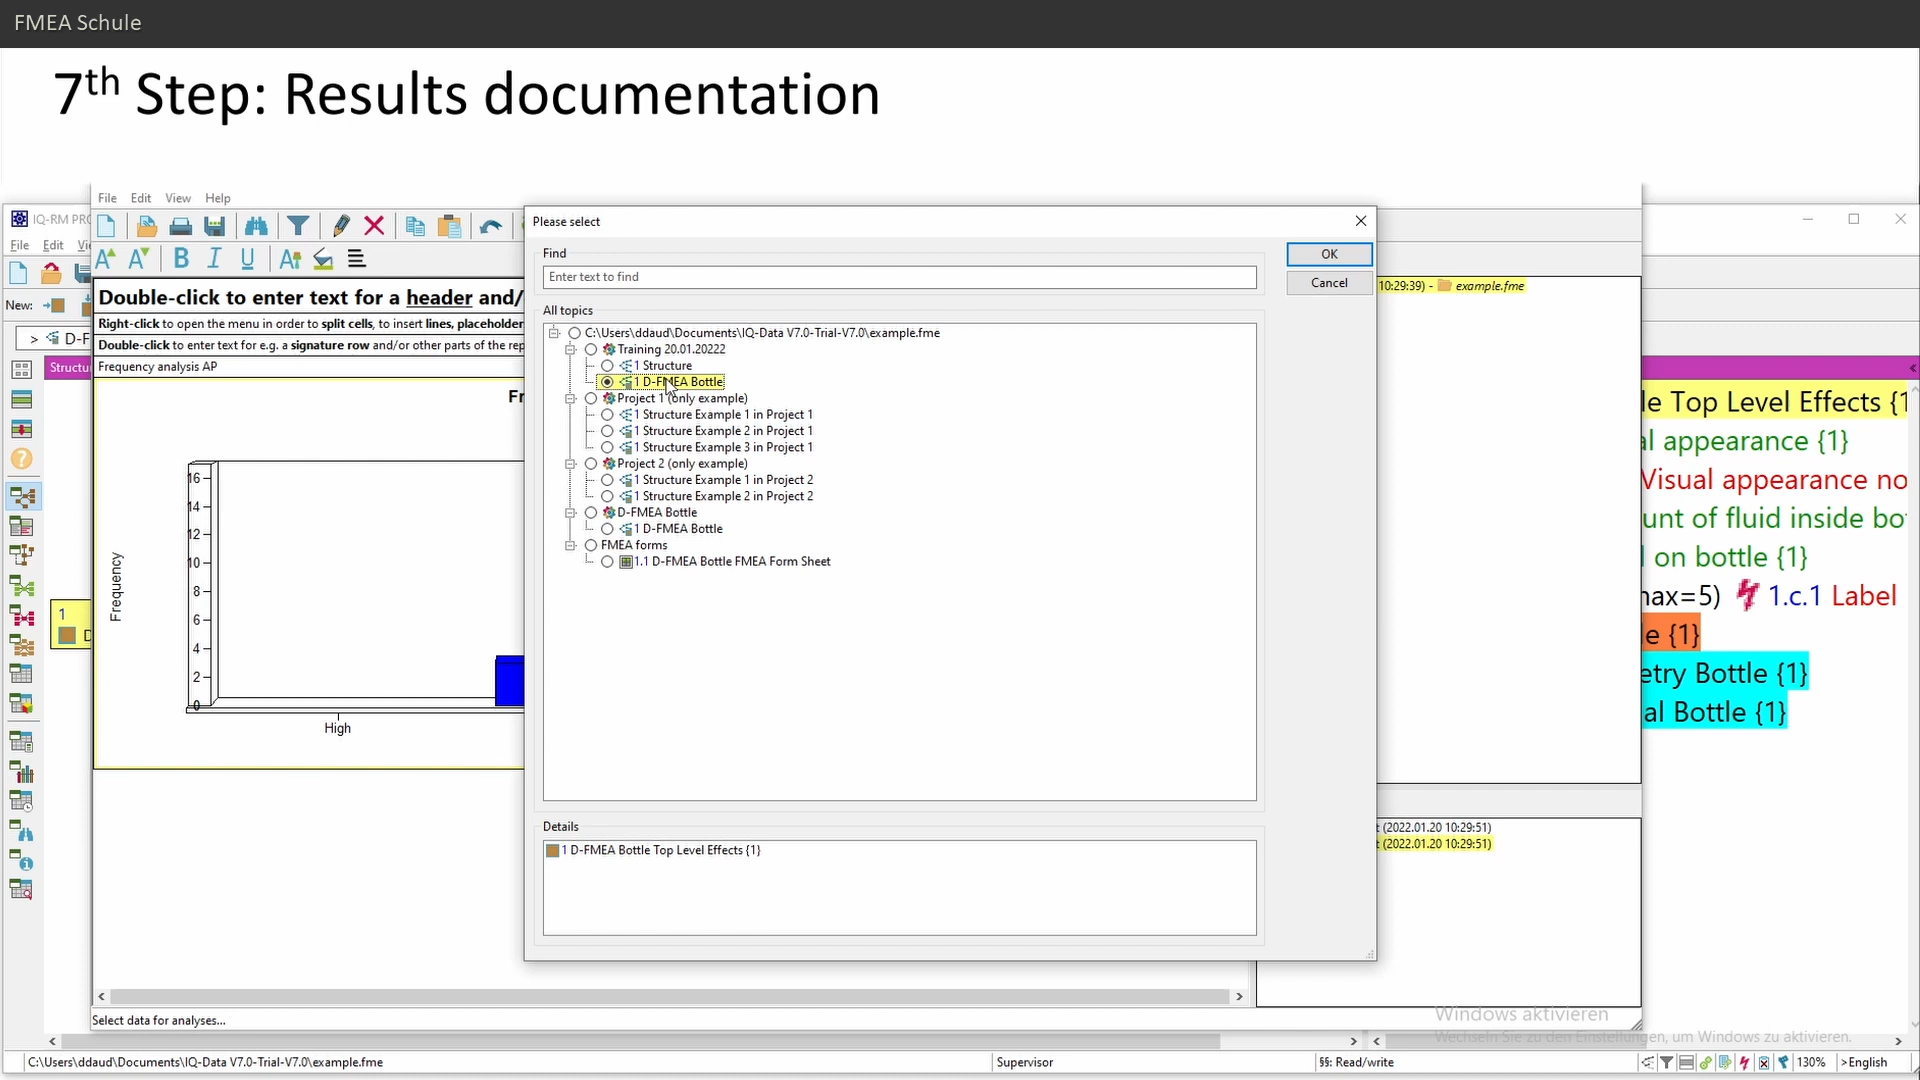 FMEA Schule
7th Step: Results documentation
File Edit View Help
IQ-RM PRO
File Edit
New:
> D-F
Structu
Please select
Find
Enter text to find
OK
Cancel
All topics
C:\Users\ddaud\Documents\IQ-Data V7.0-Trial-V7.0\example.fme
Training 20.01.20222
1 Structure
1 D-FMEA Bottle
Project 1 (only example)
1 Structure Example 1 in Project 1
1 Structure Example 2 in Project 1
1 Structure Example 3 in Project 1
Project 2 (only example)
1 Structure Example 1 in Project 2
1 Structure Example 2 in Project 2
D-FMEA Bottle
1 D-FMEA Bottle
FMEA forms
1.1 D-FMEA Bottle FMEA Form Sheet
Details
1 D-FMEA Bottle Top Level Effects {1}
Double-click to enter text for a header and/
Right-click to open the menu in order to split cells, to insert lines, placeholder
Double-click to enter text for e.g. a signature row and/or other parts of the rep
Frequency analysis AP
Fr
Frequency
16
14
12
10
8
6
4
2
0
High
1
D
10:29:39) - example.fme
le Top Level Effects {1
al appearance {1}
Visual appearance no
unt of fluid inside bo
on bottle {1}
max=5) 1.c.1 Label
le {1}
etry Bottle {1}
al Bottle {1}
t (2022.01.20 10:29:51)
t (2022.01.20 10:29:51)
Select data for analyses...
Windows aktivieren
Wechseln Sie zu den Einstellungen, um Windows zu aktivieren.
C:\Users\ddaud\Documents\IQ-Data V7.0-Trial-V7.0\example.fme
Supervisor
§§: Read/write
130% >English